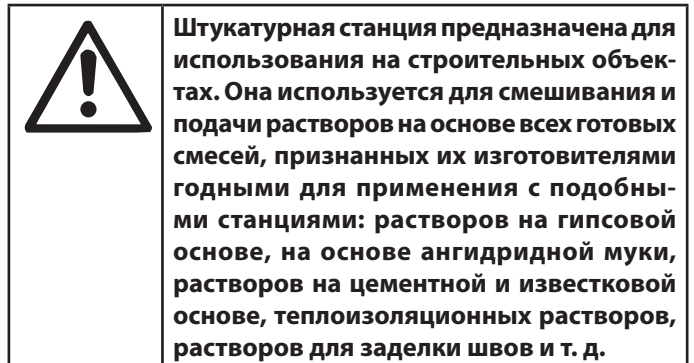 Штукатурная станция предназначена для
использования на строительных объек-
тах. Она используется для смешивания и
подачи растворов на основе всех готовых
смесей, признанных их изготовителями
годными для применения с подобны-
ми станциями: растворов на гипсовой
основе, на основе ангидридной муки,
растворов на цементной и известковой
основе, теплоизоляционных растворов,
растворов для заделки швов и т. д.